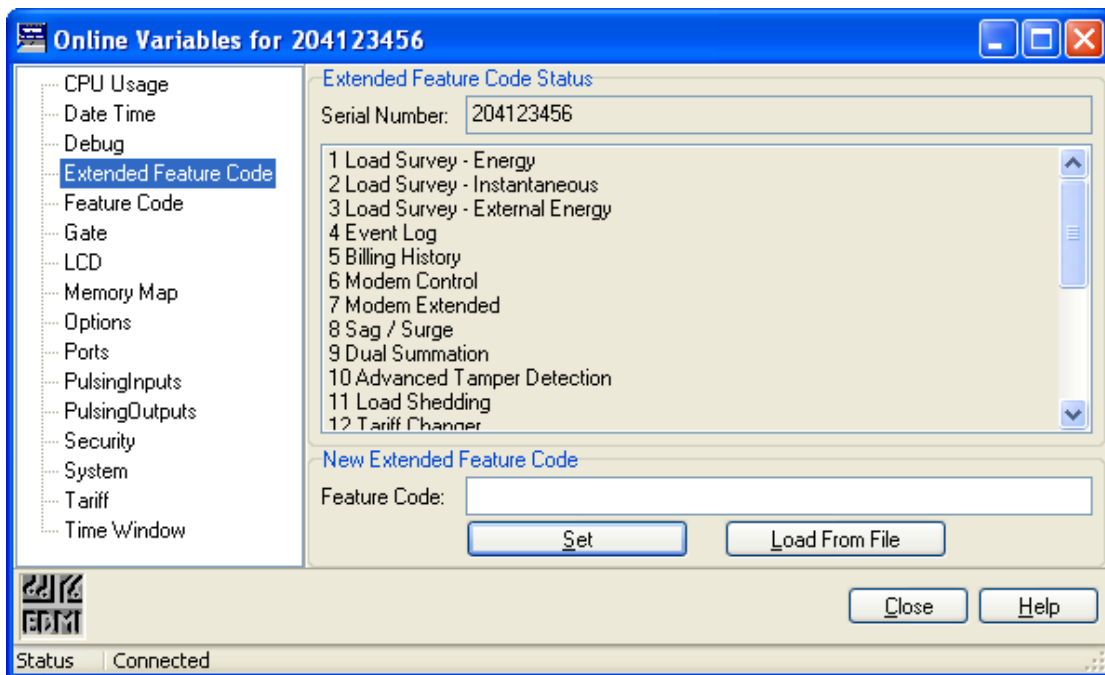 Online Variables for 204123456
CPU Usage
Date Time
Debug
Extended Feature Code
Feature Code
Gate
LCD
Memory Map
Options
Ports
PulsingInputs
PulsingOutputs
Security
System
Tariff
Time Window
Extended Feature Code Status
Serial Number: 204123456
1 Load Survey - Energy
2 Load Survey - Instantaneous
3 Load Survey - External Energy
4 Event Log
5 Billing History
6 Modem Control
7 Modem Extended
8 Sag / Surge
9 Dual Summation
10 Advanced Tamper Detection
11 Load Shedding
12 Tariff Changer
New Extended Feature Code
Feature Code:
Set Load From File
EDMI
Close Help
Status Connected